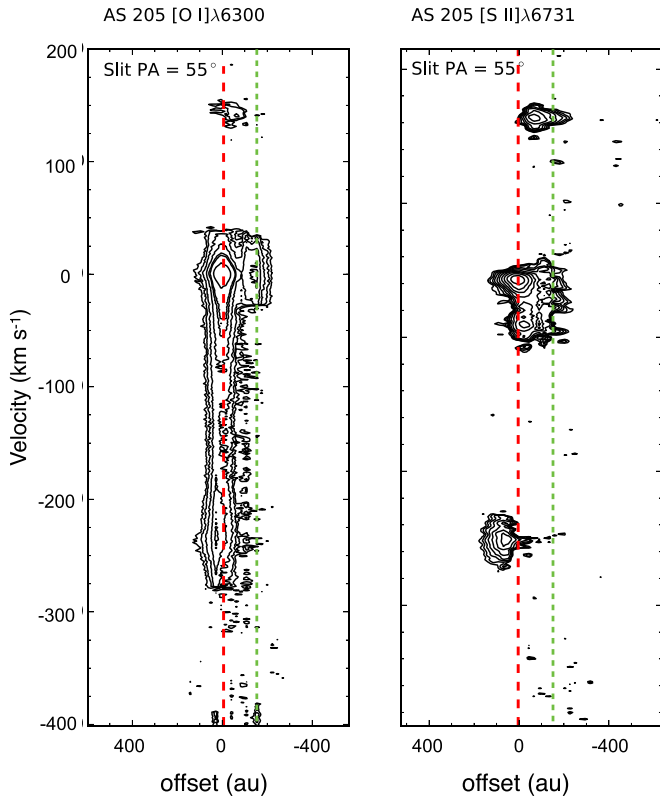 AS 205 [O I]λ6300
AS 205 [S II]λ6731
Slit PA = 55°
Slit PA = 55°
200
100
0
-100
-200
-300
-400
Velocity (km s⁻¹)
400
0
-400
400
0
-400
offset (au)
offset (au)